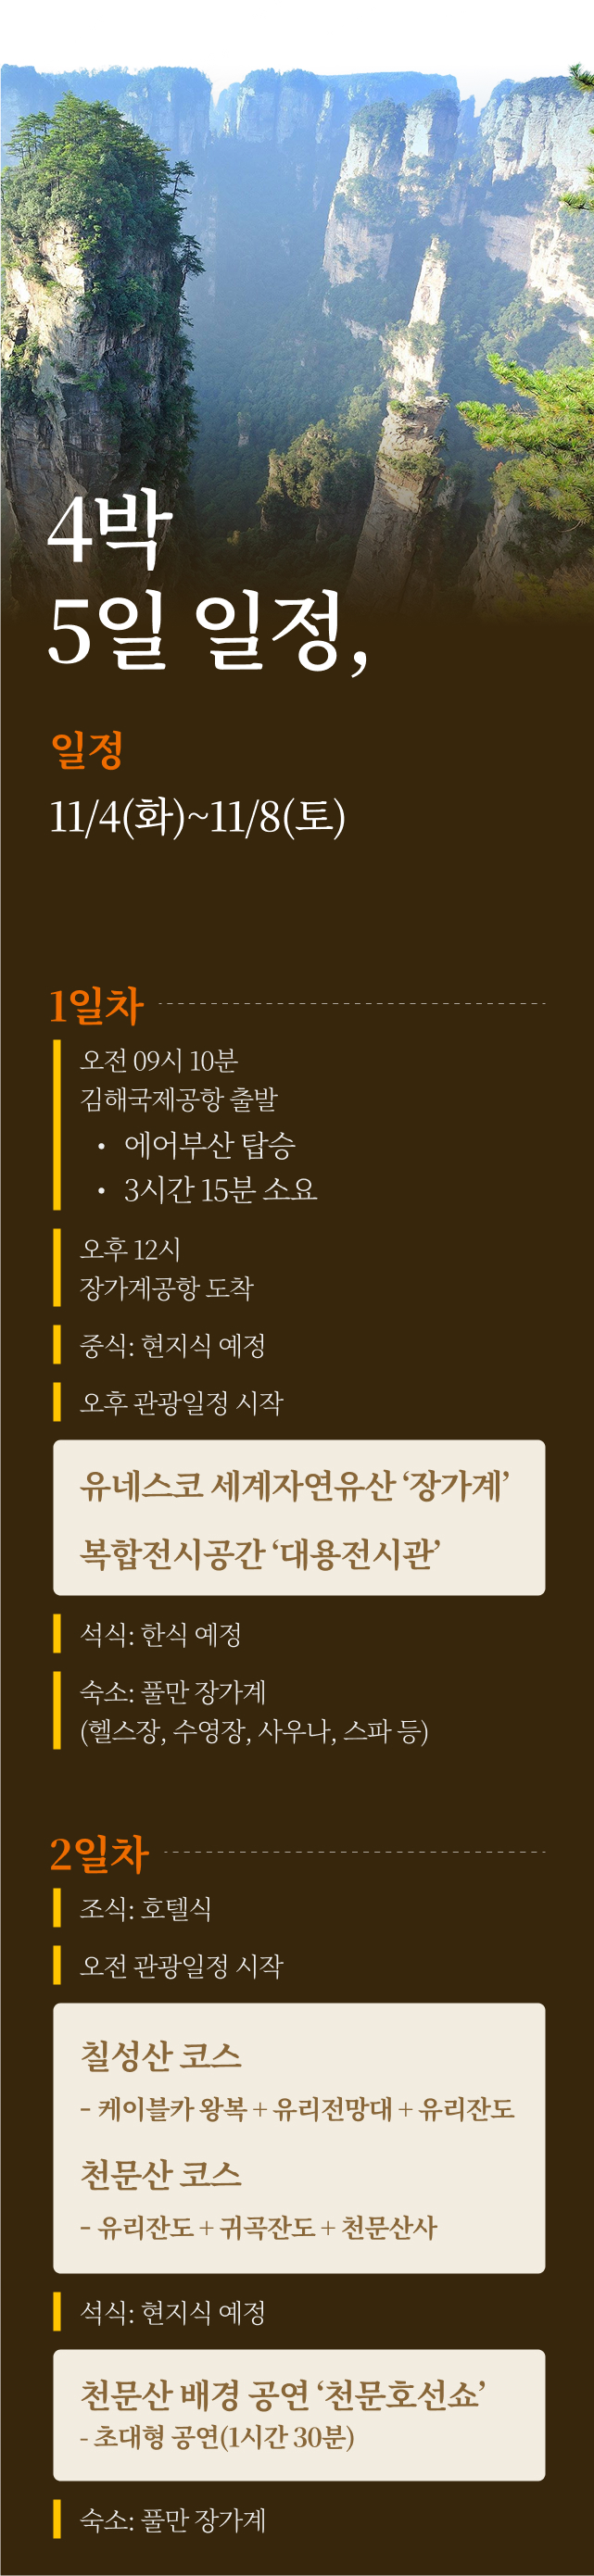 4박
5일 일정,
일정
11/4(화)~11/8(토)
1일차
오전 09시 10분
김해국제공항 출발
• 에어부산 탑승
• 3시간 15분 소요
오후 12시
장가계공항 도착
중식: 현지식 예정
오후 관광일정 시작
유네스코 세계자연유산 ‘장가계’
복합전시공간 ‘대용전시관’
석식: 한식 예정
숙소: 풀만 장가계
(헬스장, 수영장, 사우나, 스파 등)
2일차
조식: 호텔식
오전 관광일정 시작
칠성산 코스
- 케이블카 왕복 + 유리전망대 + 유리잔도
천문산 코스
- 유리잔도 + 귀곡잔도 + 천문산사
석식: 현지식 예정
천문산 배경 공연 ‘천문호선쇼’
- 초대형 공연(1시간 30분)
숙소: 풀만 장가계